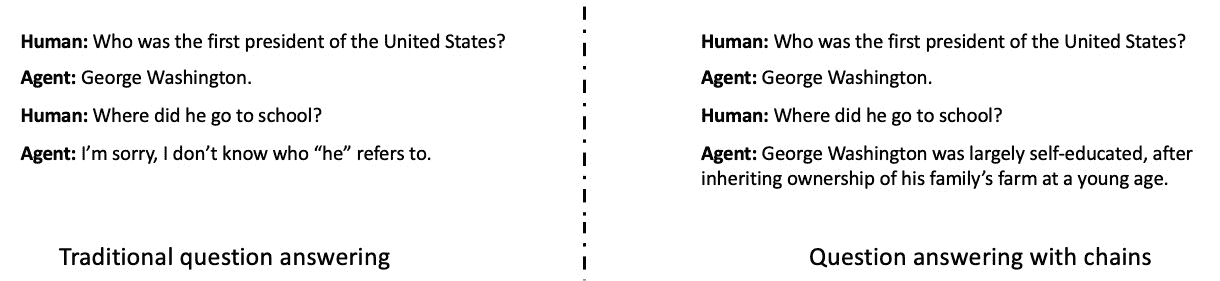 Human: Who was the first president of the United States?
Agent: George Washington.
Human: Where did he go to school?
Agent: I’m sorry, I don’t know who “he” refers to.
Traditional question answering
Human: Who was the first president of the United States?
Agent: George Washington.
Human: Where did he go to school?
Agent: George Washington was largely self-educated, after
inheriting ownership of his family’s farm at a young age.
Question answering with chains